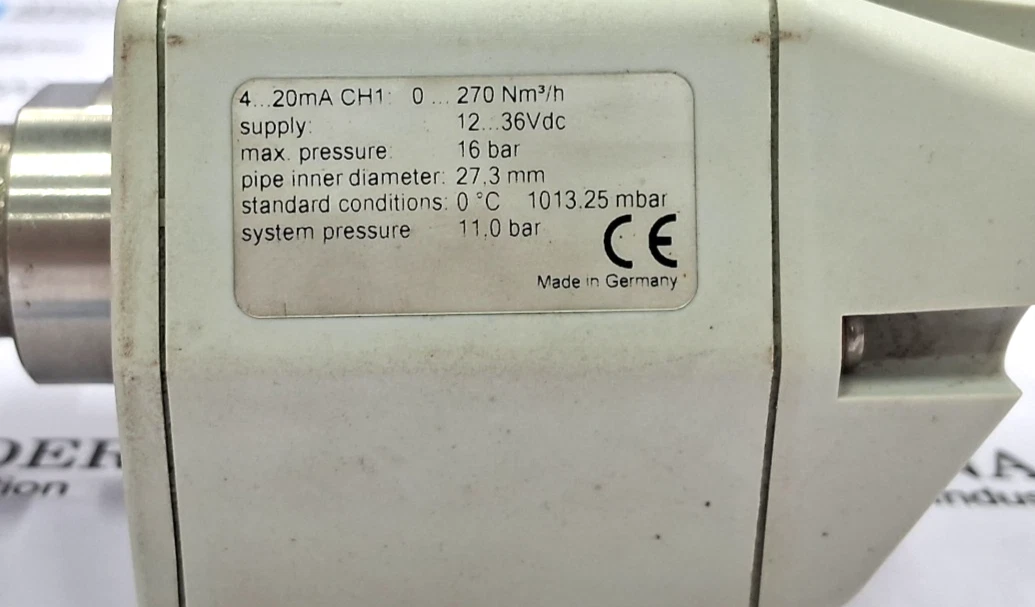 4...20mA CH1: 0 ... 270 Nm³/h
supply: 12...36Vdc
max. pressure: 16 bar
pipe inner diameter: 27,3 mm
standard conditions: 0 °C 1013.25 mbar
system pressure 11,0 bar
CE
Made in Germany